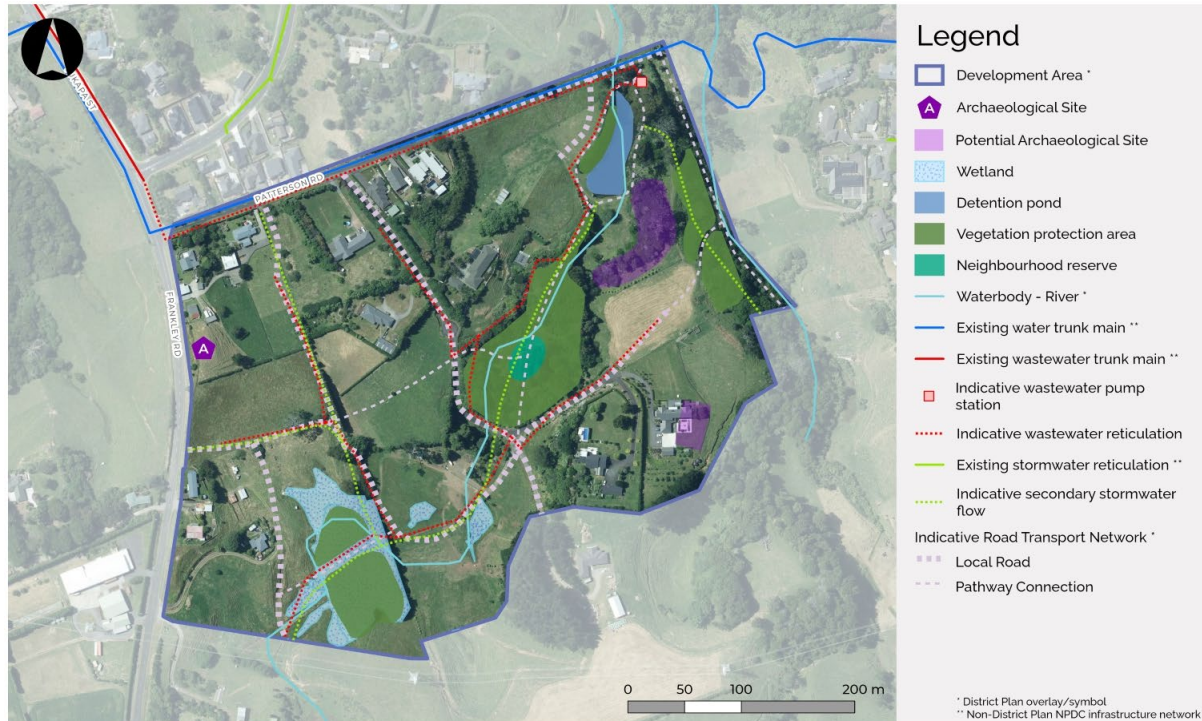 KAPA ST
PATTERSON RD
FRANKLEY RD
A
0 50 100 200 m
Legend
Development Area *
A
Archaeological Site
Potential Archaeological Site
Wetland
Detention pond
Vegetation protection area
Neighbourhood reserve
Waterbody - River *
Existing water trunk main **
Existing wastewater trunk main **
Indicative wastewater pump
station
Indicative wastewater reticulation
Existing stormwater reticulation **
Indicative secondary stormwater
flow
Indicative Road Transport Network *
Local Road
Pathway Connection
* District Plan overlay/symbol
** Non-District Plan NPDC infrastructure network